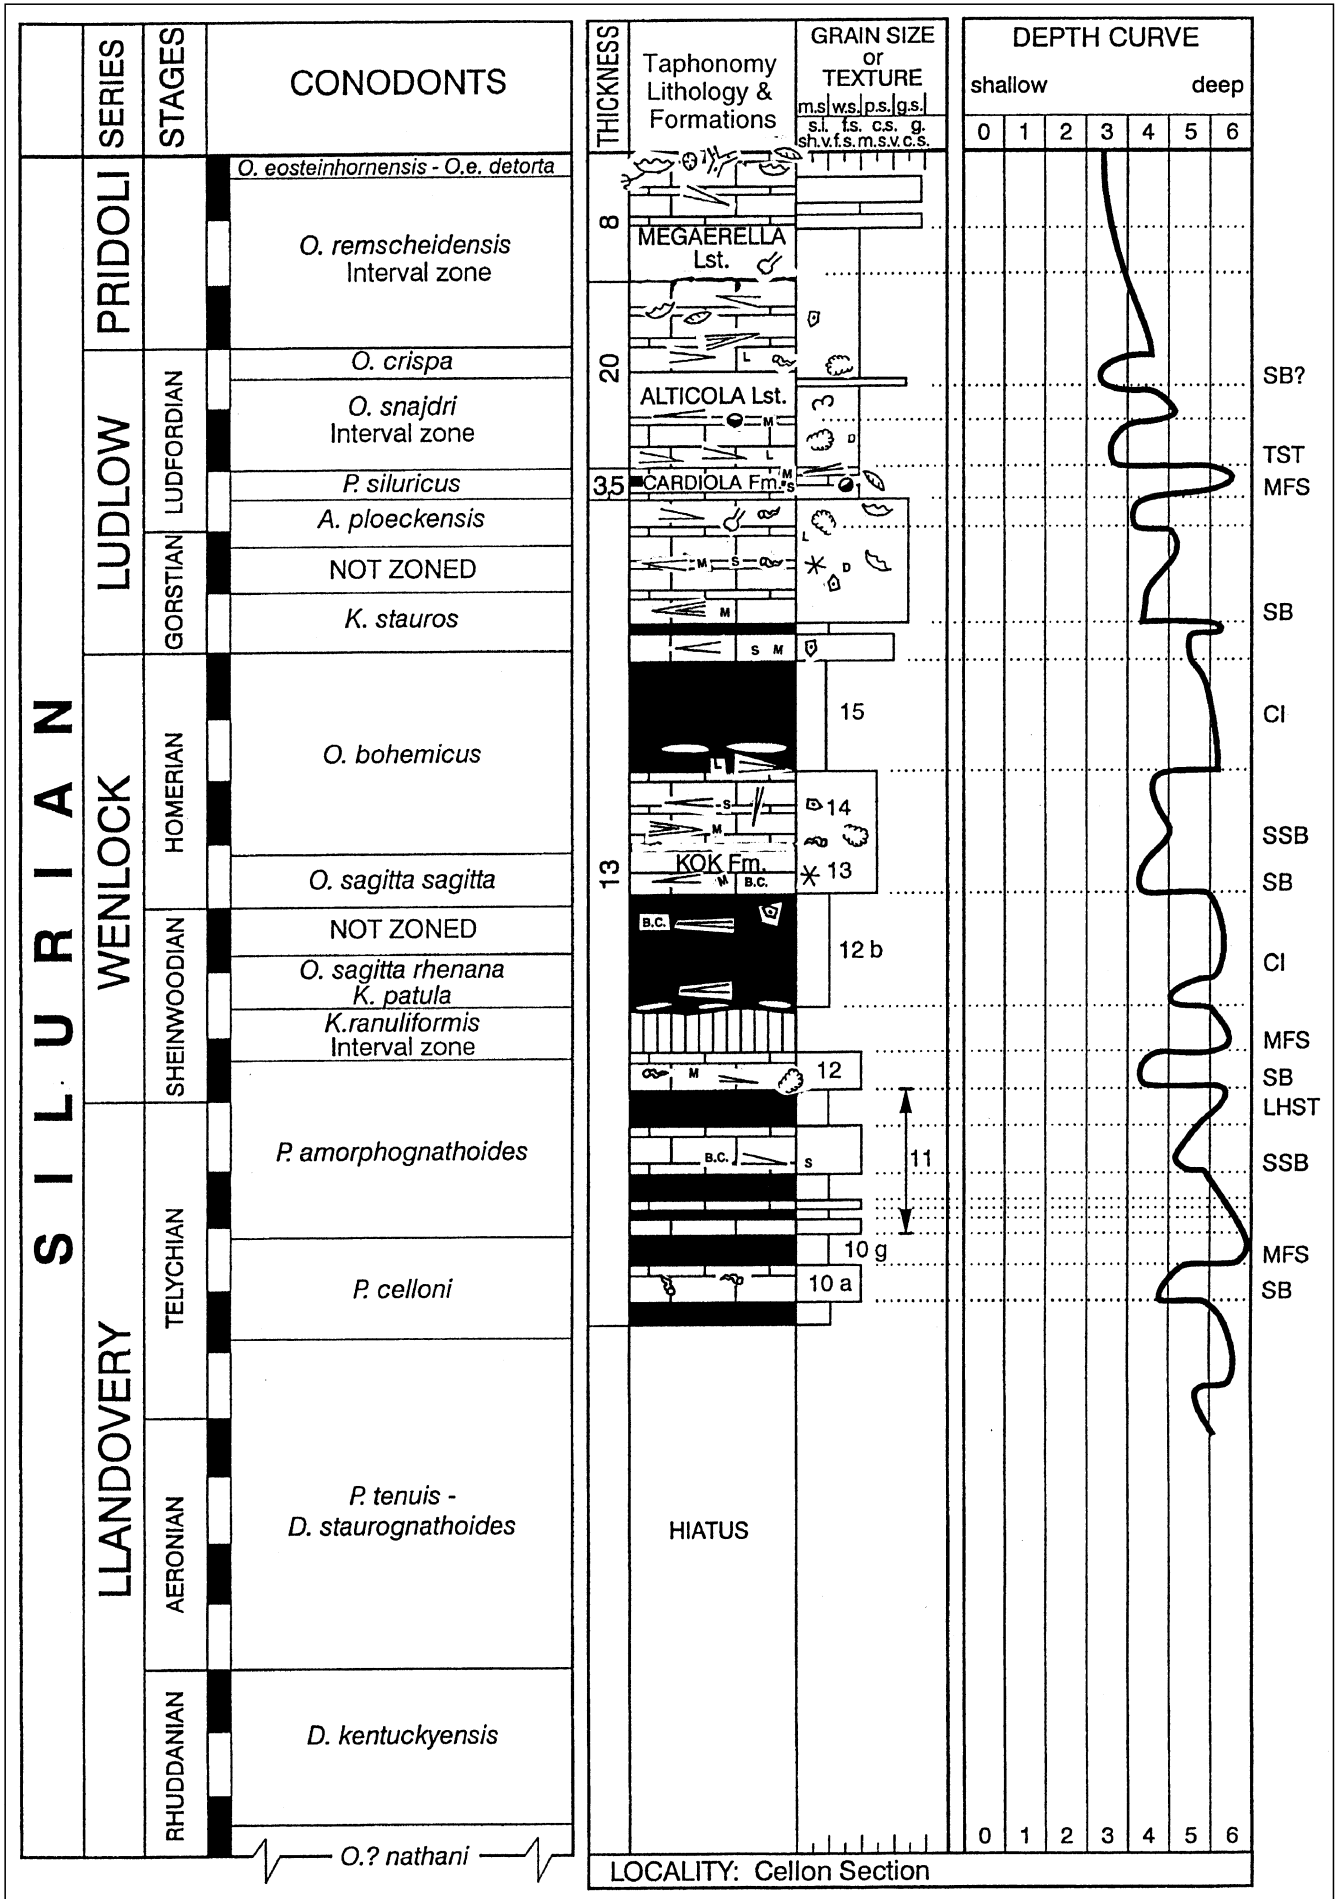 SILURIAN
SERIES
STAGES
CONODONTS
THICKNESS
Taphonomy
Lithology &
Formations
GRAIN SIZE
or
TEXTURE
m.s. w.s. p.s. g.s.
s.i. f.s. c.s. g.
sh. v.f.s. m.s. v.c.s.
DEPTH CURVE
shallow deep
0 1 2 3 4 5 6
PRIDOLI
LUDLOW
WENLOCK
LLANDOVERY
LUDFORDIAN
GORSTIAN
HOMERIAN
SHEINWOODIAN
TELYCHIAN
AERONIAN
RHUDDANIAN
O. eosteinhornensis - O.e. detorta
O. remscheidensis
Interval zone
O. crispa
O. snajdri
Interval zone
P. siluricus
A. ploeckensis
NOT ZONED
K. stauros
O. bohemicus
O. sagitta sagitta
NOT ZONED
O. sagitta rhenana
K. patula
K.ranuliformis
Interval zone
P. amorphognathoides
P. celloni
P. tenuis -
D. staurognathoides
D. kentuckyensis
O.? nathani
8
20
3,5
13
MEGAERELLA
Lst.
L
ALTICOLA Lst.
M
L
M
CARDIOLA Fm. S
L
M S D
D
M
S M
15
L
S 14
M
KOK Fm.
M B.C. 13
B.C.
12 b
M 12
B.C. S
11
10 g
10 a
HIATUS
SB?
TST
MFS
SB
CI
SSB
SB
CI
MFS
SB
LHST
SSB
MFS
SB
0 1 2 3 4 5 6
LOCALITY: Cellon Section